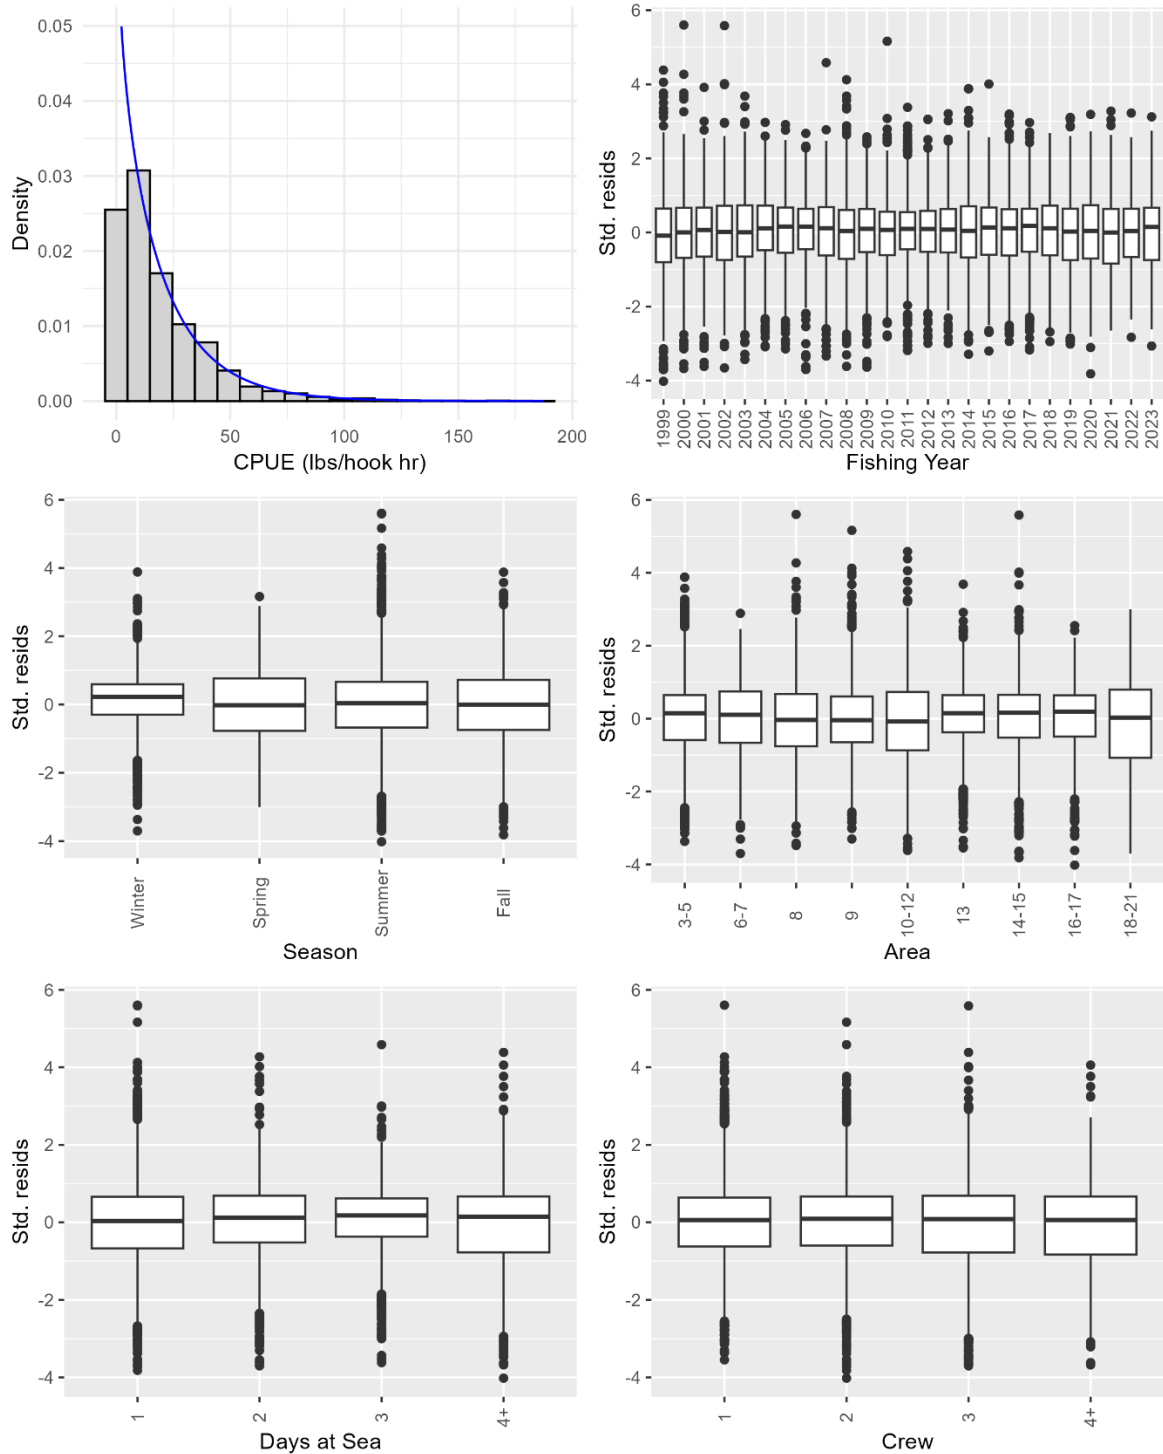 0.05
0.04
0.03
0.02
0.01
0.00
Density
0 50 100 150 200
CPUE (lbs/hook hr)
6
4
2
0
-2
-4
Std. resids
1999 2000 2001 2002 2003 2004 2005 2006 2007 2008 2009 2010 2011 2012 2013 2014 2015 2016 2017 2018 2019 2020 2021 2022 2023
Fishing Year
6
4
2
0
-2
-4
Std. resids
Winter Spring Summer Fall
Season
6
4
2
0
-2
-4
Std. resids
3-5 6-7 8 9 10-12 13 14-15 16-17 18-21
Area
6
4
2
0
-2
-4
Std. resids
1 2 3 4+
Days at Sea
6
4
2
0
-2
-4
Std. resids
1 2 3 4+
Crew